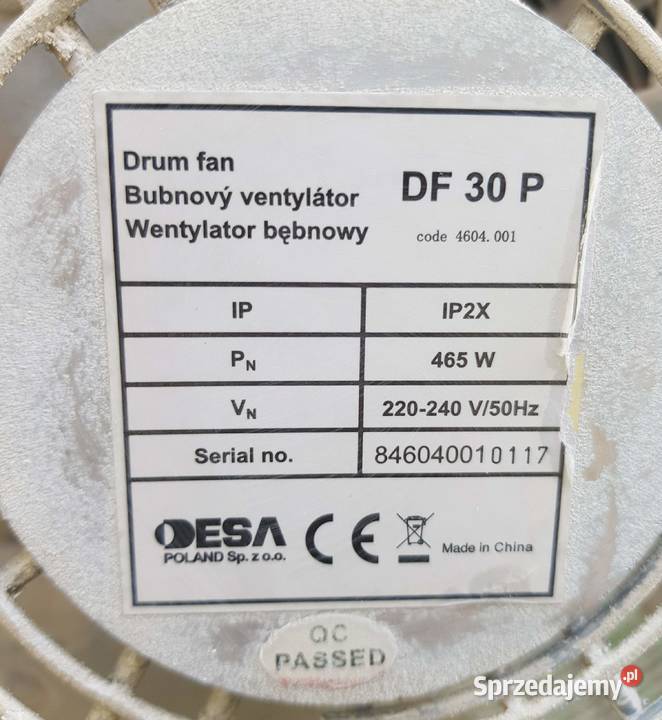 Drum fan
Bubnový ventylátor
Wentylator bębnowy
DF 30 P
code 4604.001
IP IP2X
PN 465 W
VN 220-240 V/50Hz
Serial no. 846040010117
DESA
POLAND Sp. z o.o.
CE
Made in China
QC
PASSED
Sprzedajemy.pl